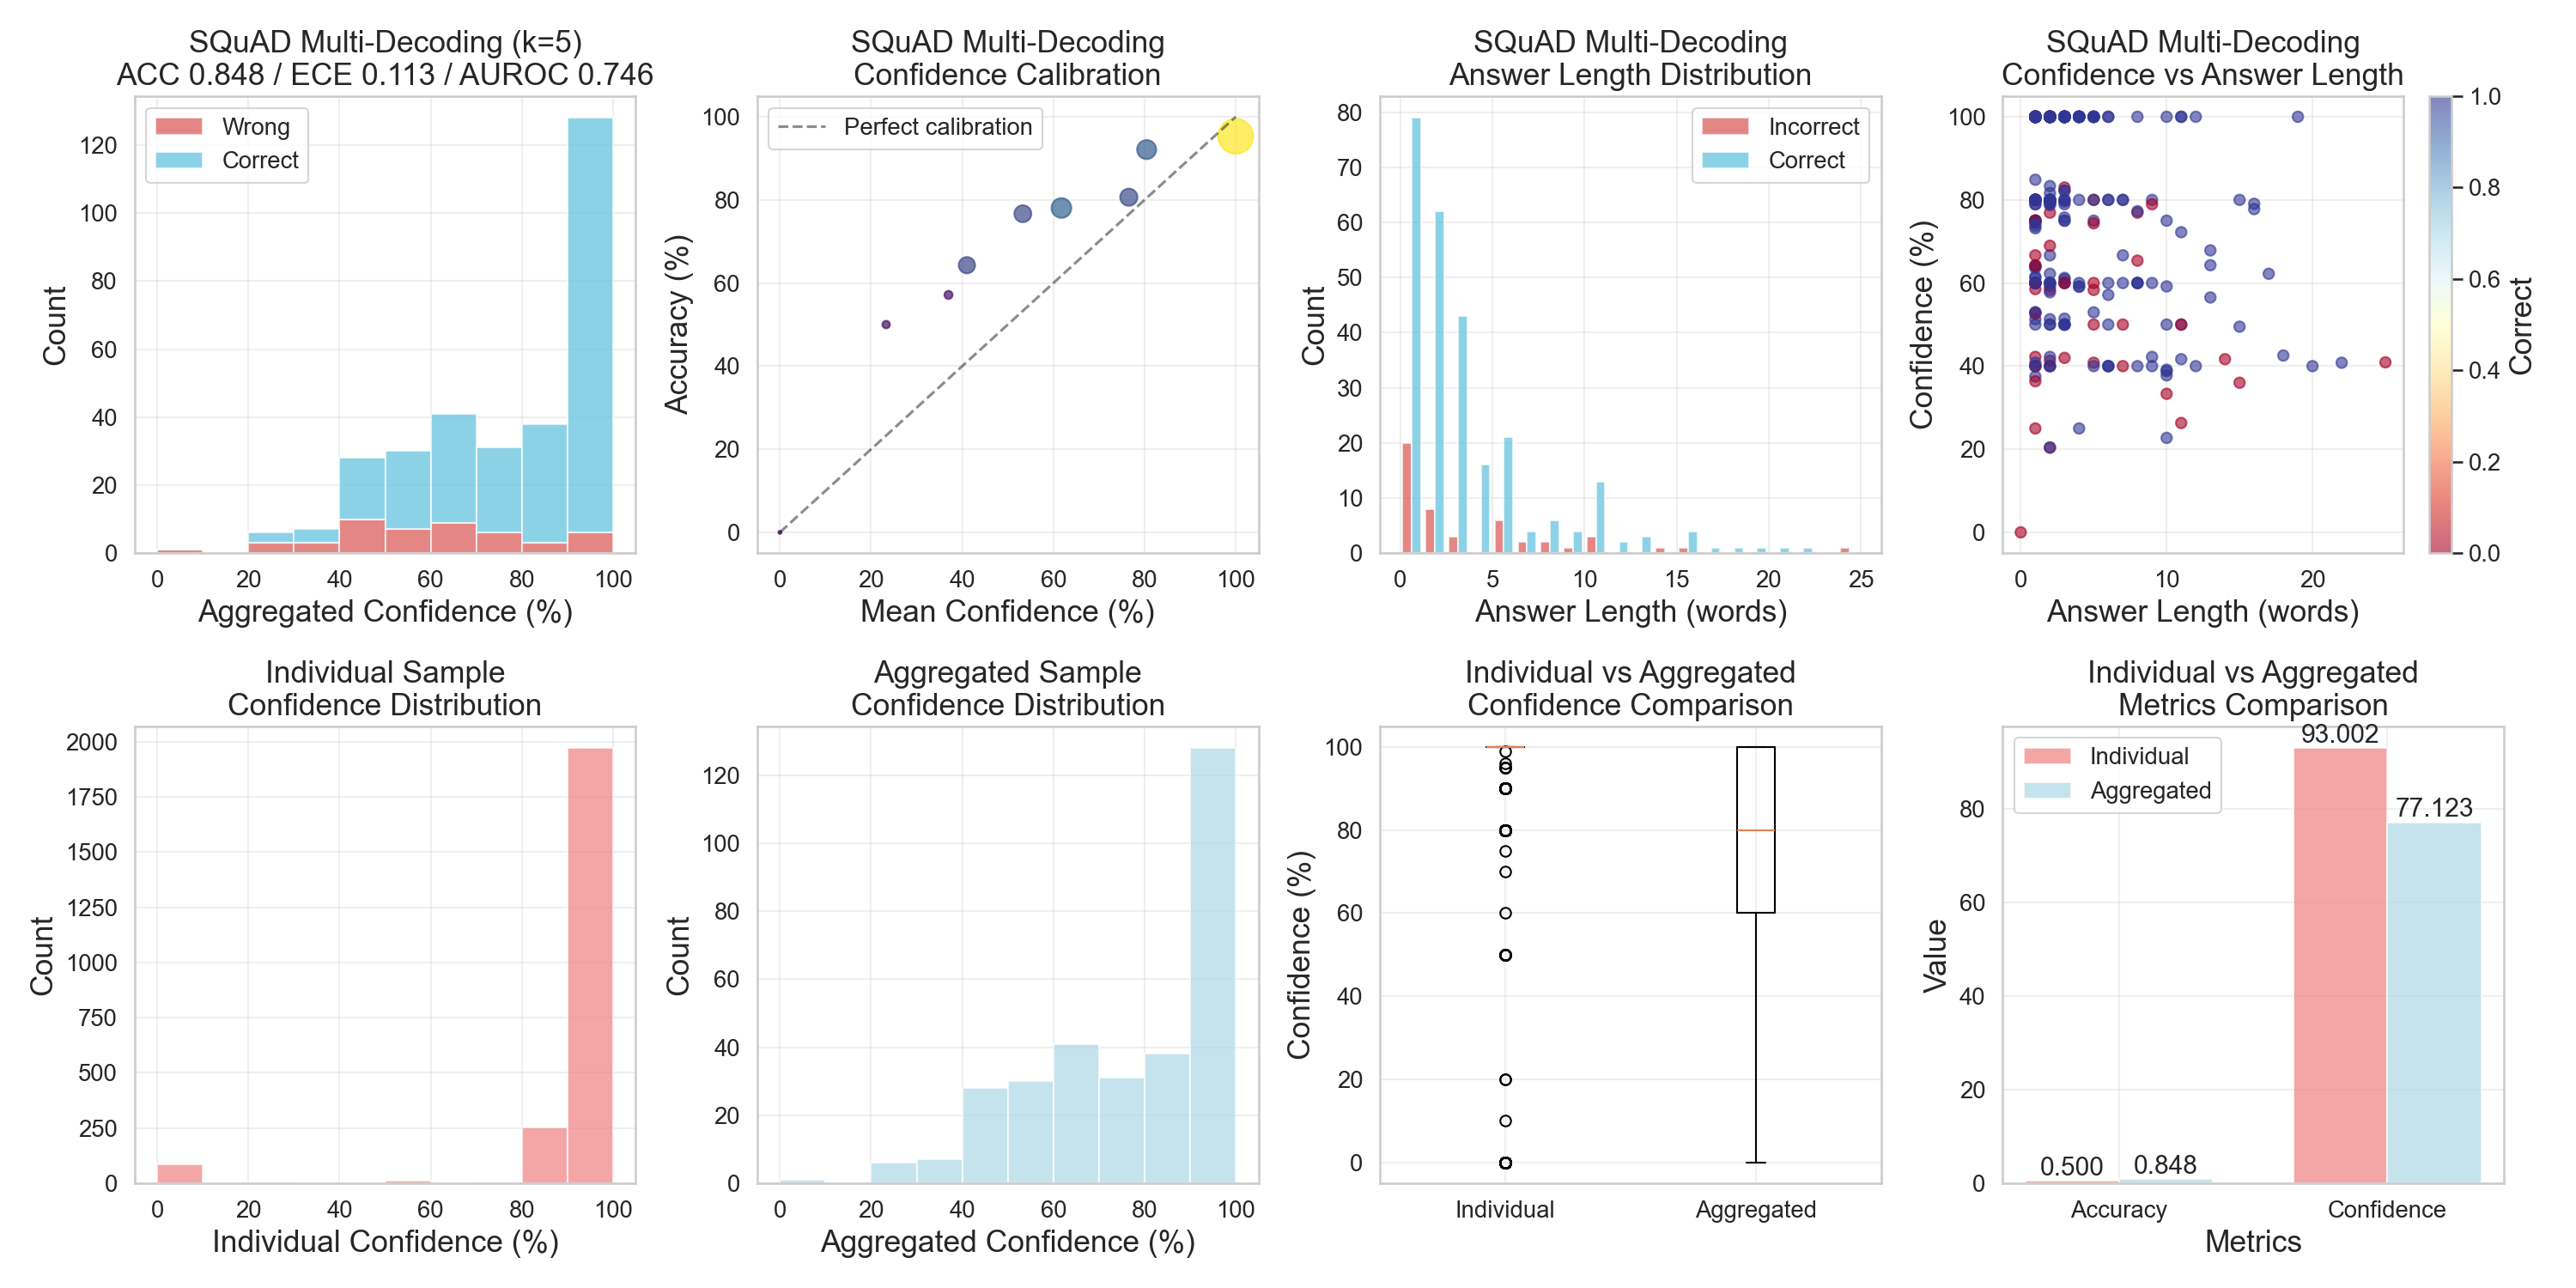 SQuAD Multi-Decoding (k=5)
ACC 0.848 / ECE 0.113 / AUROC 0.746
Wrong
Correct
120
100
80
60
40
20
0
Count
0 20 40 60 80 100
Aggregated Confidence (%)
SQuAD Multi-Decoding
Confidence Calibration
Perfect calibration
100
80
60
40
20
0
Accuracy (%)
0 20 40 60 80 100
Mean Confidence (%)
SQuAD Multi-Decoding
Answer Length Distribution
Incorrect
Correct
80
70
60
50
40
30
20
10
0
Count
0 5 10 15 20 25
Answer Length (words)
SQuAD Multi-Decoding
Confidence vs Answer Length
100
80
60
40
20
0
Confidence (%)
0 10 20
Answer Length (words)
1.0
0.8
0.6
0.4
0.2
0.0
Correct
Individual Sample
Confidence Distribution
2000
1750
1500
1250
1000
750
500
250
0
Count
0 20 40 60 80 100
Individual Confidence (%)
Aggregated Sample
Confidence Distribution
120
100
80
60
40
20
0
Count
0 20 40 60 80 100
Aggregated Confidence (%)
Individual vs Aggregated
Confidence Comparison
100
80
60
40
20
0
Confidence (%)
Individual Aggregated
Individual vs Aggregated
Metrics Comparison
93.002
Individual
Aggregated
77.123
80
60
40
20
0
Value
0.500 0.848
Accuracy Confidence
Metrics